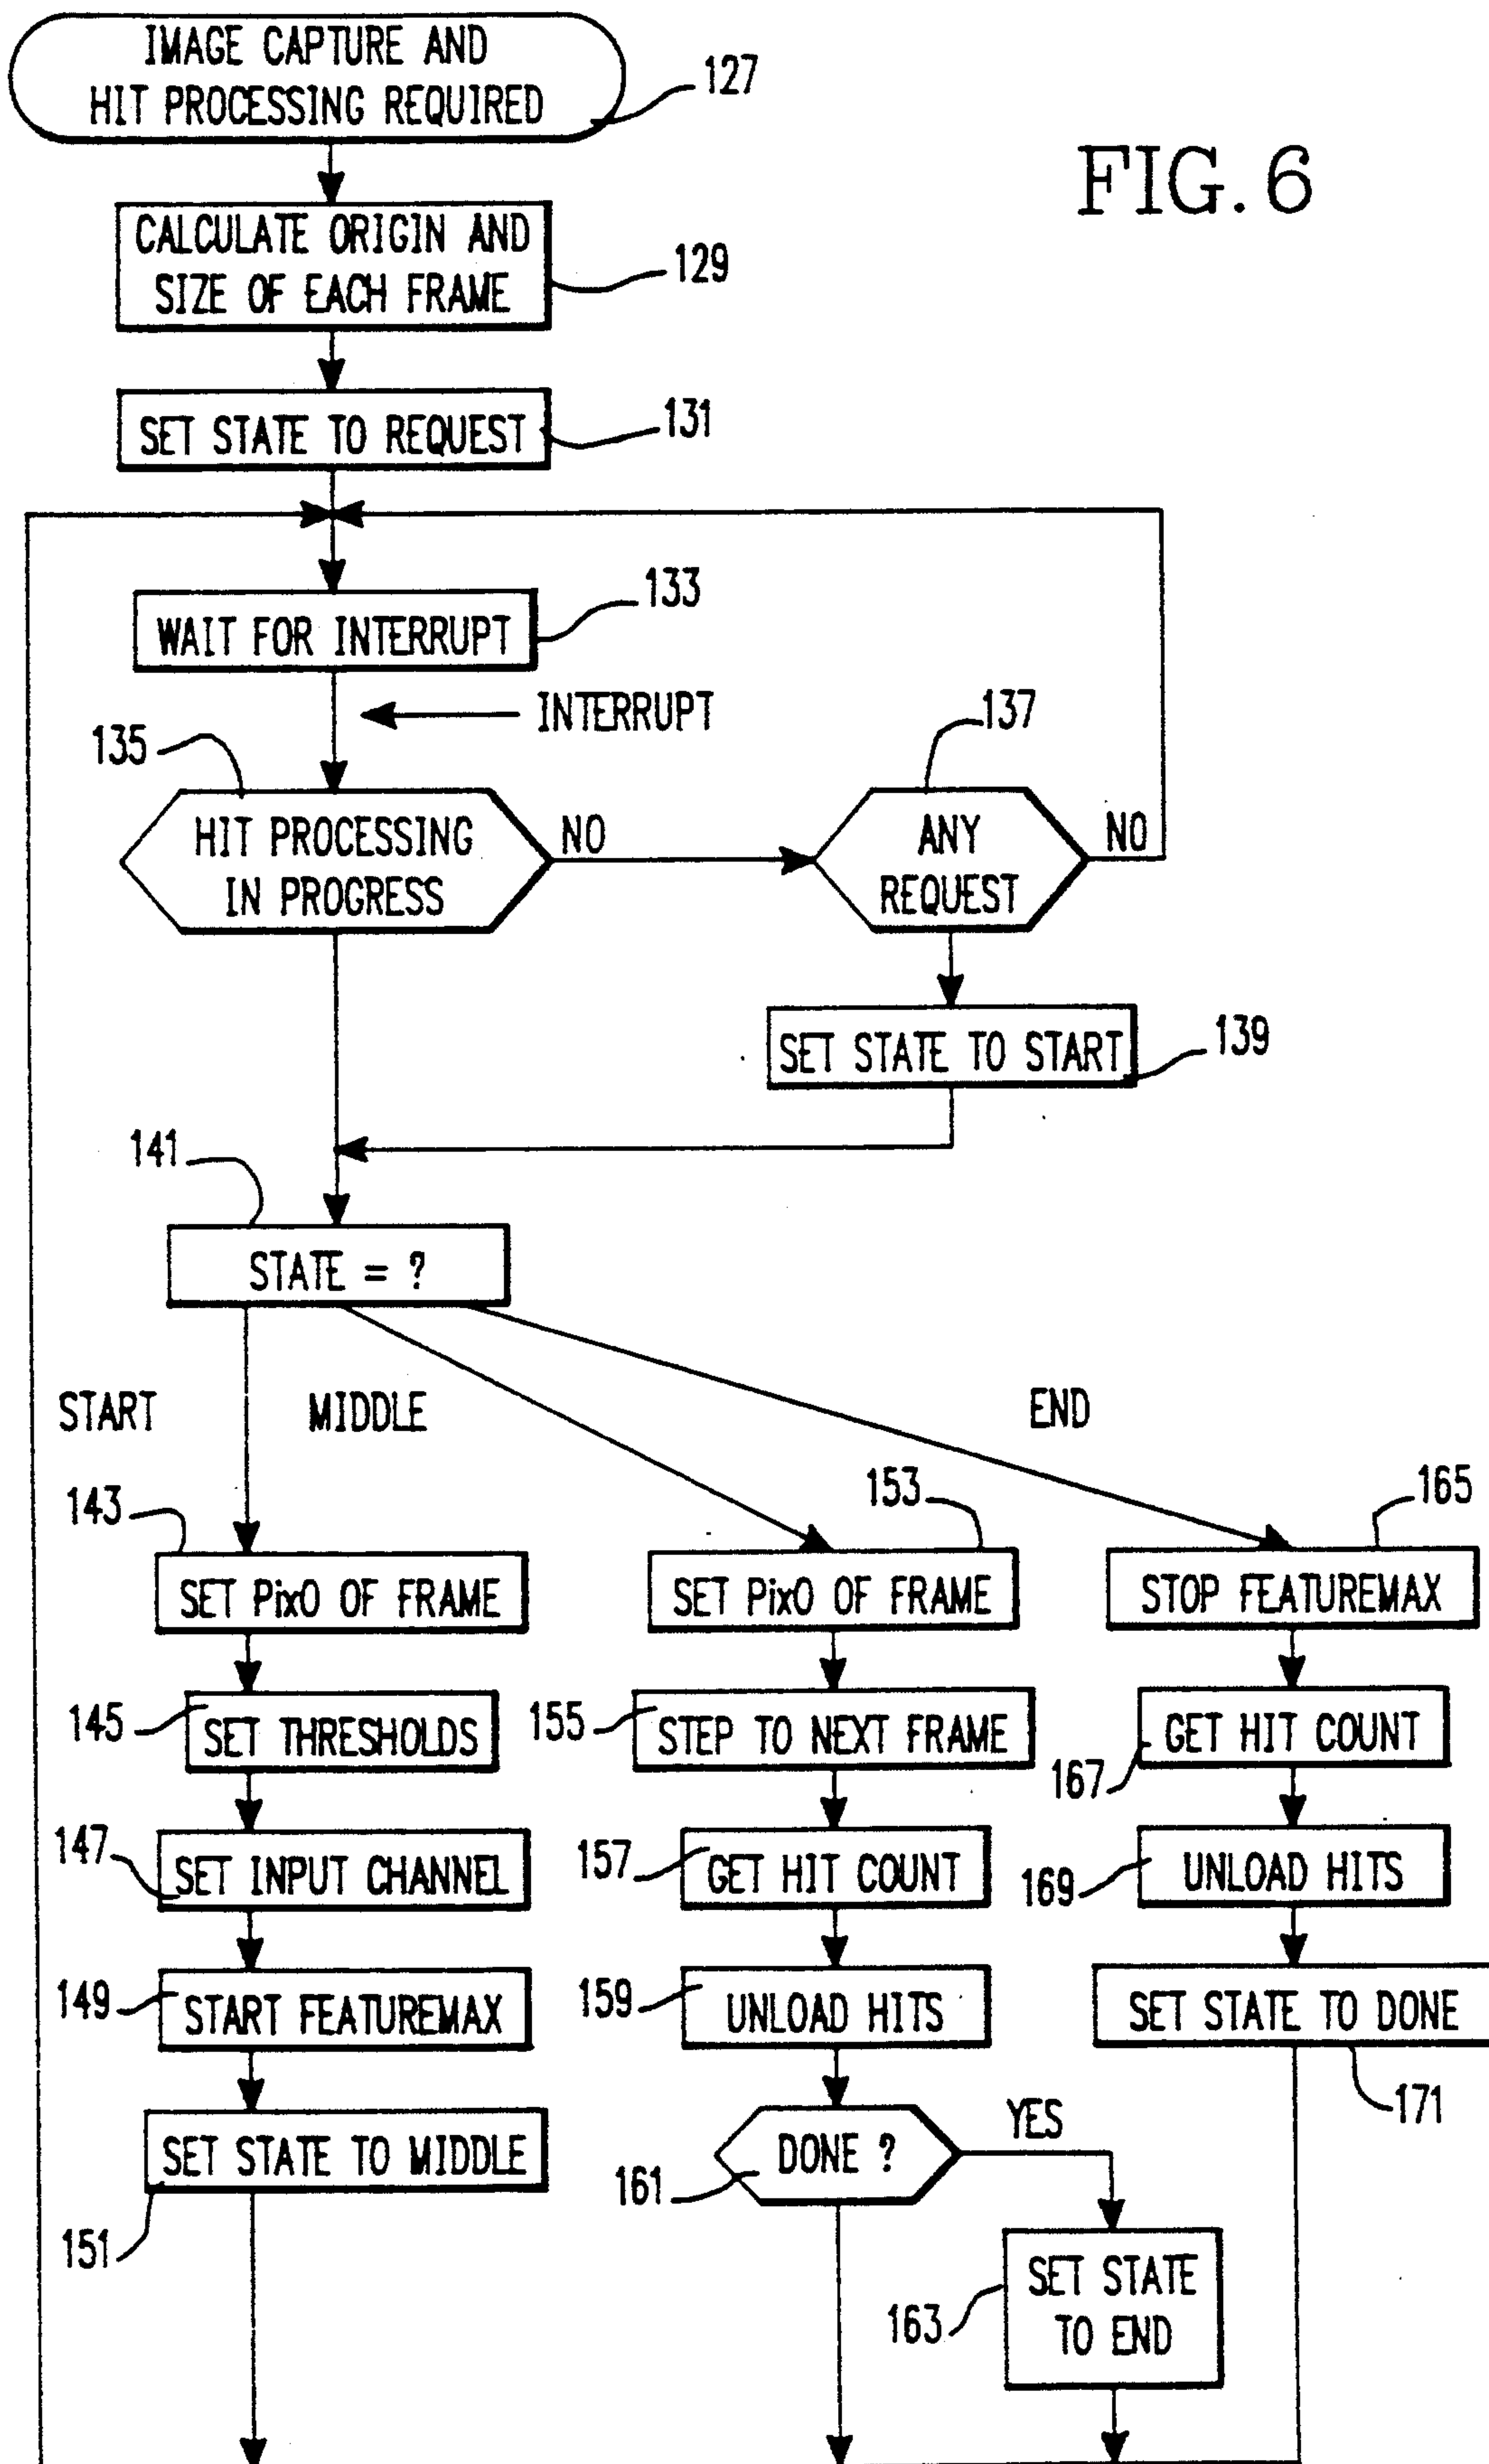 IMAGE CAPTURE AND
HIT PROCESSING REQUIRED
127
FIG. 6
CALCULATE ORIGIN AND
SIZE OF EACH FRAME
129
SET STATE TO REQUEST
131
WAIT FOR INTERRUPT
133
INTERRUPT
135
HIT PROCESSING
IN PROGRESS
NO
137
ANY
REQUEST
NO
SET STATE TO START
139
141
STATE = ?
START
MIDDLE
END
143
SET Pix0 OF FRAME
145
SET THRESHOLDS
147
SET INPUT CHANNEL
149
START FEATUREMAX
SET STATE TO MIDDLE
151
153
SET Pix0 OF FRAME
155
STEP TO NEXT FRAME
157
GET HIT COUNT
159
UNLOAD HITS
DONE ?
161
YES
SET STATE
TO END
163
165
STOP FEATUREMAX
GET HIT COUNT
167
UNLOAD HITS
169
SET STATE TO DONE
171